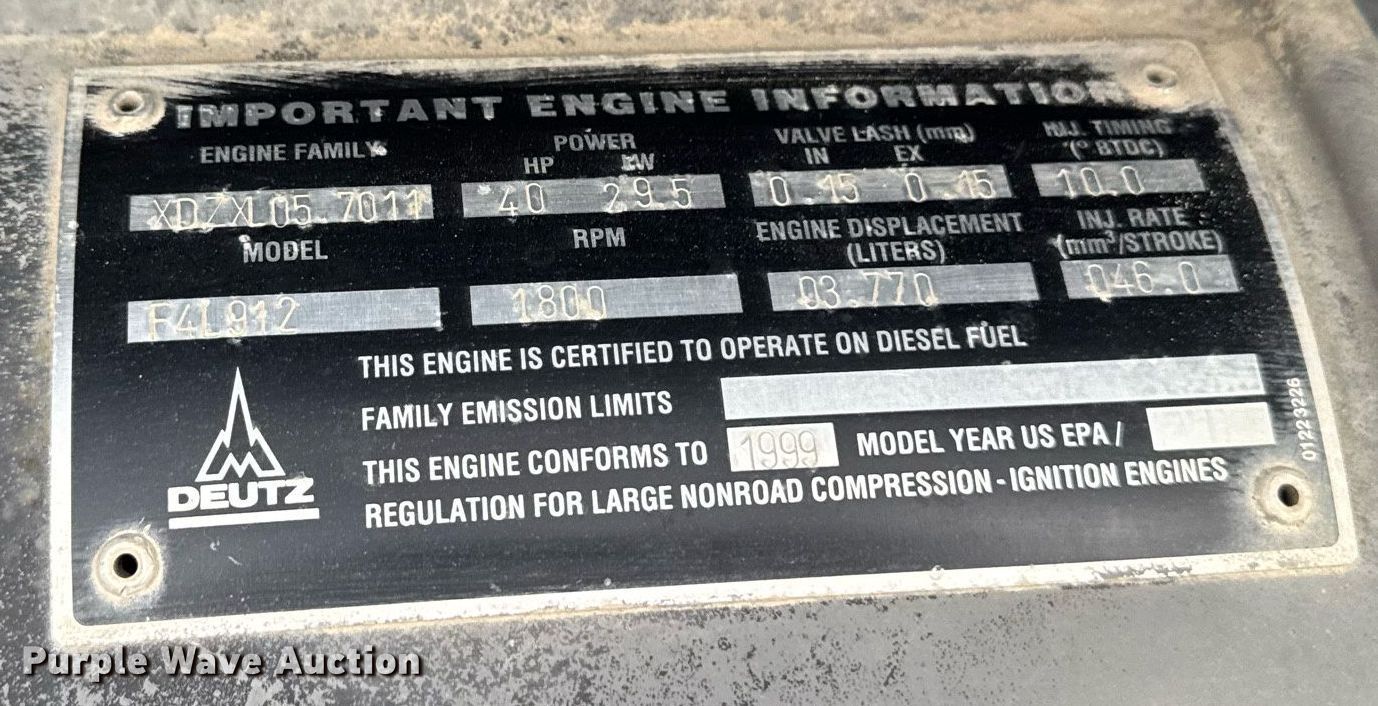 IMPORTANT ENGINE INFORMATION
ENGINE FAMILY POWER VALVE LASH (mm) INJ. TIMING
HP kW IN EX (° BTDC)
XDZXL05.7011 40 29.5 0.15 0.15 10.0
MODEL RPM ENGINE DISPLACEMENT (LITERS) INJ. RATE (mm³/STROKE)
F4L912 1800 03.770 046.0
THIS ENGINE IS CERTIFIED TO OPERATE ON DIESEL FUEL
FAMILY EMISSION LIMITS
THIS ENGINE CONFORMS TO 1999 MODEL YEAR US EPA /
REGULATION FOR LARGE NONROAD COMPRESSION - IGNITION ENGINES
DEUTZ
01223226
Purple Wave Auction